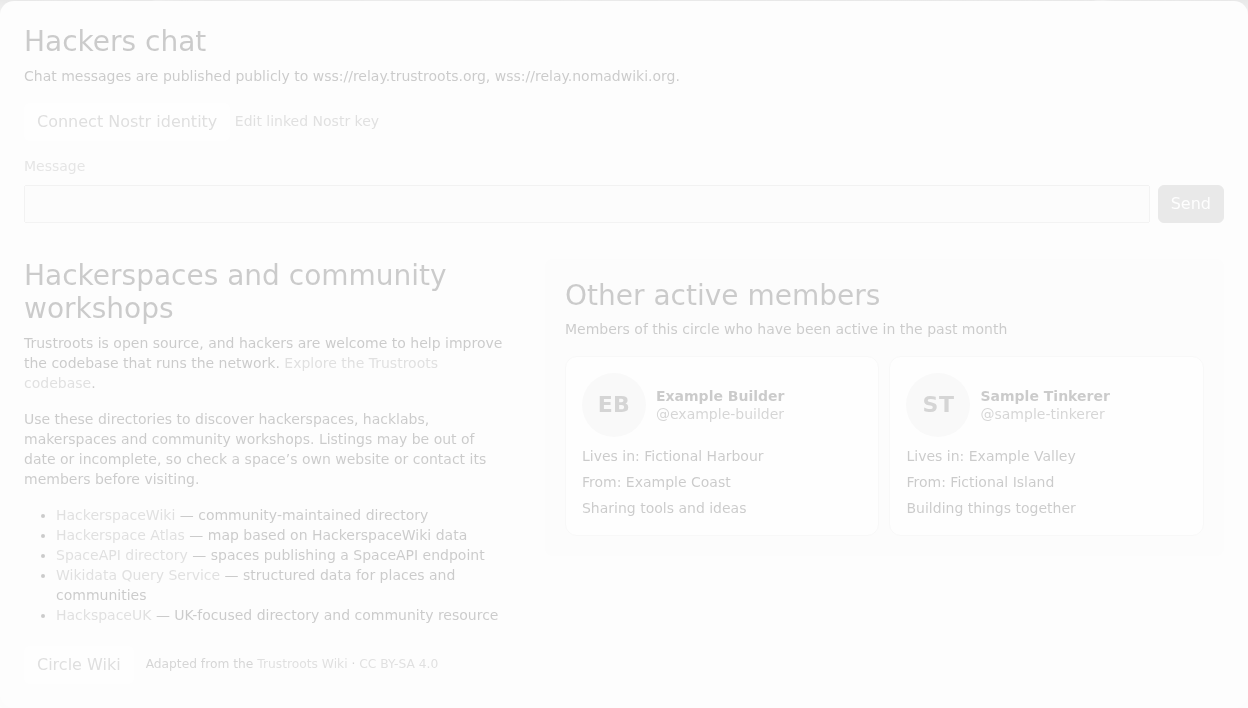 Hackers chat
Chat messages are published publicly to wss://relay.trustroots.org, wss://relay.nomadwiki.org.
Connect Nostr identity Edit linked Nostr key
Message
Send
Hackerspaces and community
workshops
Trustroots is open source, and hackers are welcome to help improve
the codebase that runs the network. Explore the Trustroots
codebase.
Use these directories to discover hackerspaces, hacklabs,
makerspaces and community workshops. Listings may be out of
date or incomplete, so check a space’s own website or contact its
members before visiting.
• HackerspaceWiki — community-maintained directory
• Hackerspace Atlas — map based on HackerspaceWiki data
• SpaceAPI directory — spaces publishing a SpaceAPI endpoint
• Wikidata Query Service — structured data for places and
communities
• HackspaceUK — UK-focused directory and community resource
Circle Wiki Adapted from the Trustroots Wiki · CC BY-SA 4.0
Other active members
Members of this circle who have been active in the past month
EB
Example Builder
@example-builder
Lives in: Fictional Harbour
From: Example Coast
Sharing tools and ideas
ST
Sample Tinkerer
@sample-tinkerer
Lives in: Example Valley
From: Fictional Island
Building things together